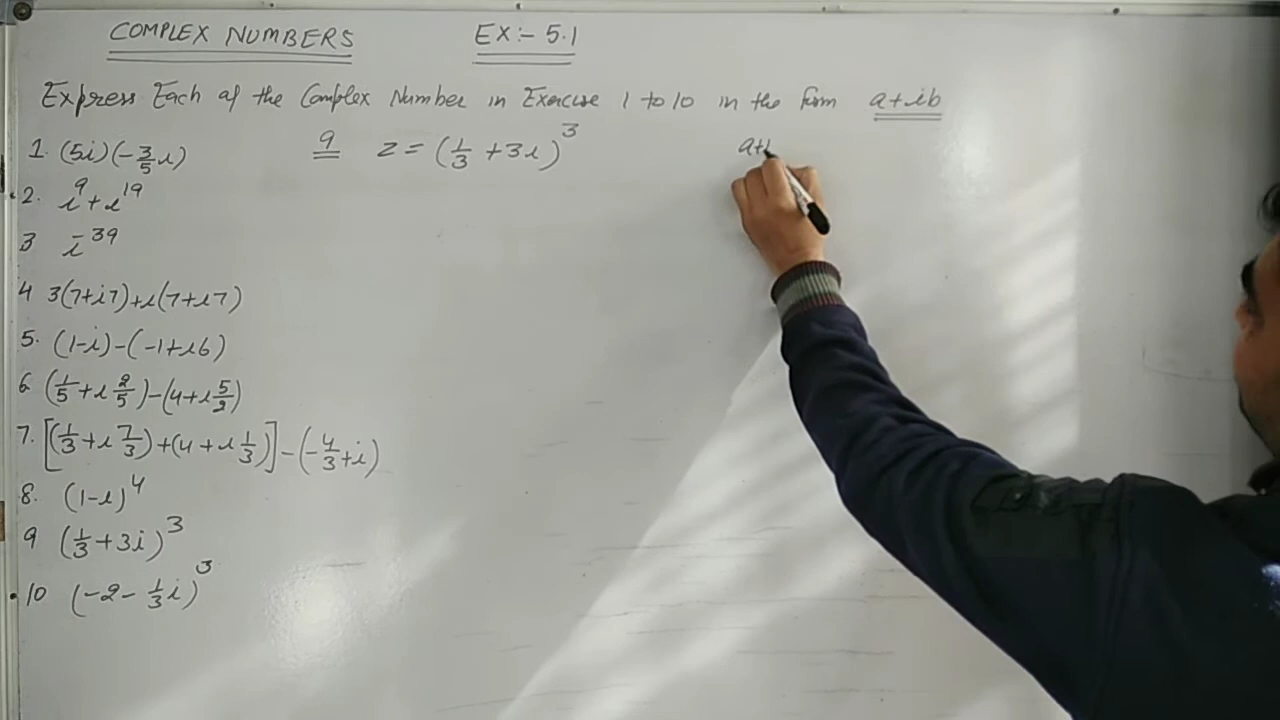 COMPLEX NUMBERS EX:- 5.1
Express Each of the Complex Number in Exercise 1 to 10 in the form a+ib
1. (5i)(-3/5 i)
9 z = (1/3 + 3i)^3 a+i
2. i^9 + i^19
3 i^-39
4 3(7+i7)+i(7+i7)
5. (1-i)-(-1+i6)
6 (1/5 + i 2/5)-(4+i 5/2)
7. [(1/3 + i 7/3)+(4+i 1/3)]-(-4/3 + i)
8. (1-i)^4
9 (1/3 + 3i)^3
10 (-2 - 1/3 i)^3